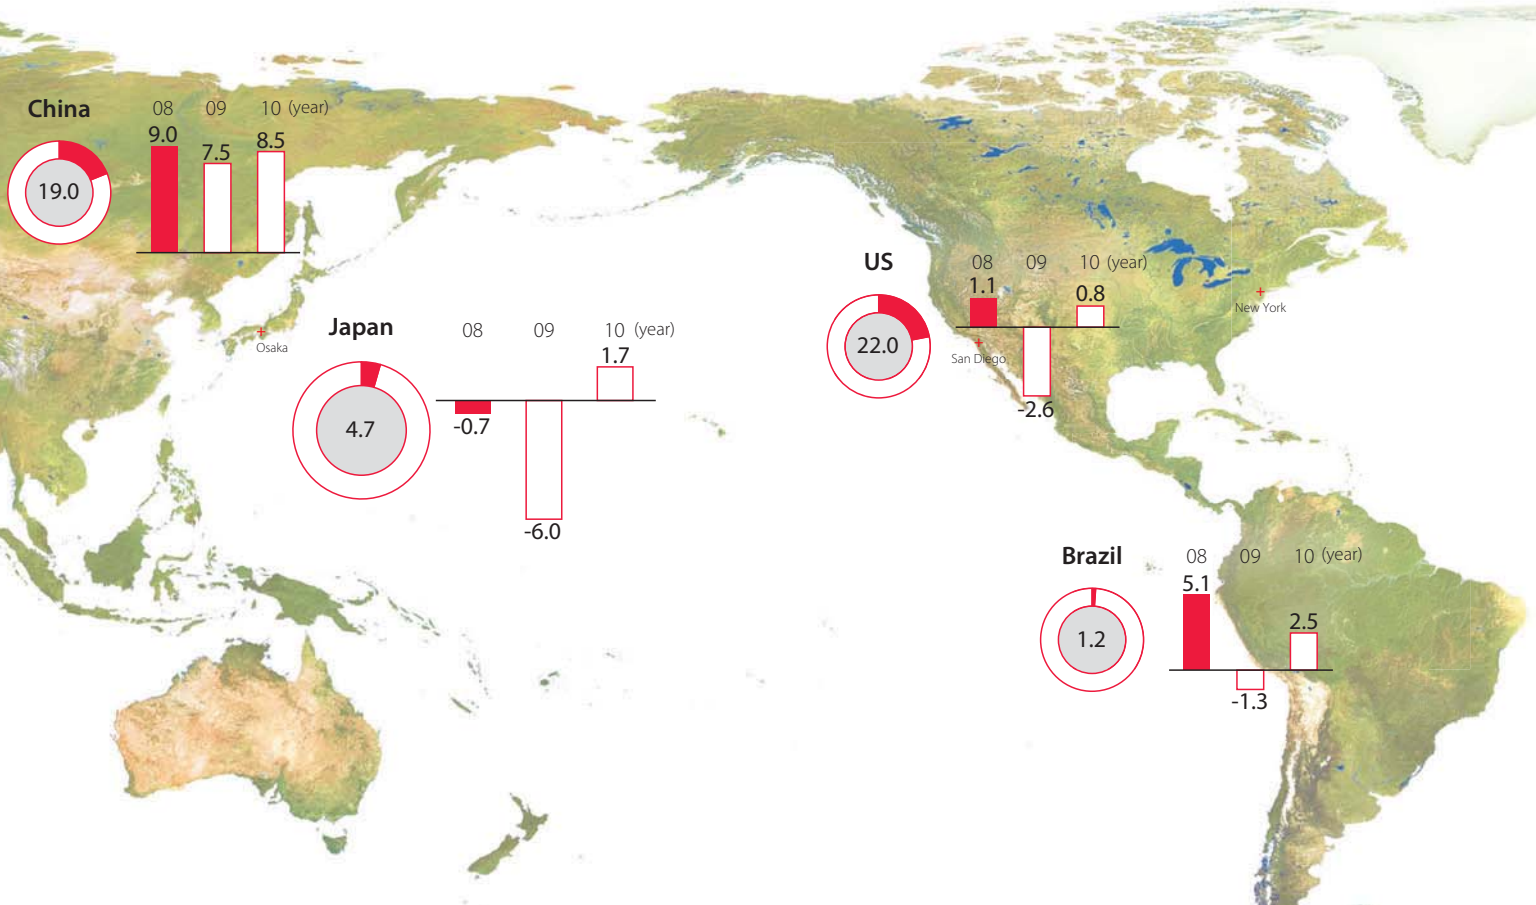 China
08 09 10 (year)
9.0 7.5 8.5
19.0
Japan
08 09 10 (year)
1.7
4.7
-0.7
-6.0
Osaka
US
08 09 10 (year)
1.1 0.8
22.0
-2.6
San Diego
New York
Brazil
08 09 10 (year)
5.1
2.5
1.2
-1.3